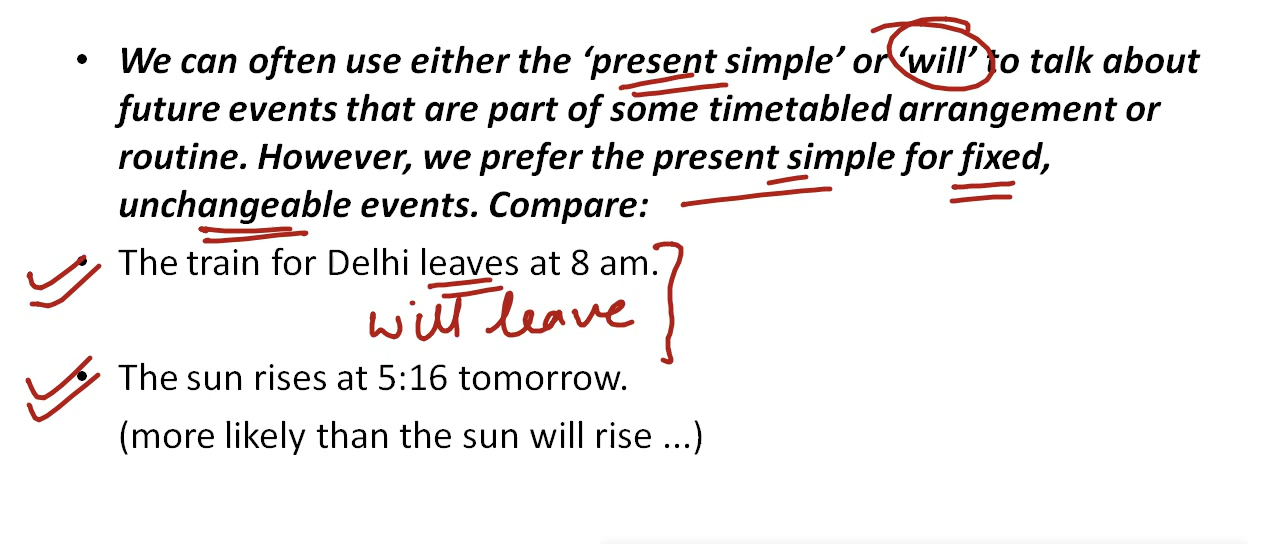 • We can often use either the ‘present simple’ or ‘will’ to talk about
future events that are part of some timetabled arrangement or
routine. However, we prefer the present simple for fixed,
unchangeable events. Compare:
• The train for Delhi leaves at 8 am.
will leave
• The sun rises at 5:16 tomorrow.
(more likely than the sun will rise ...)